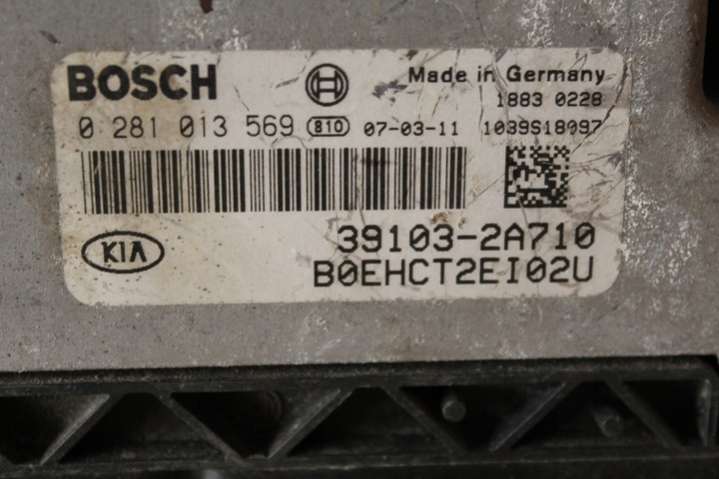 BOSCH
Made in Germany
1883 0228
0 281 013 569 810 07-03-11 1039S18097
KIA
39103-2A710
B0EHCT2EI02U